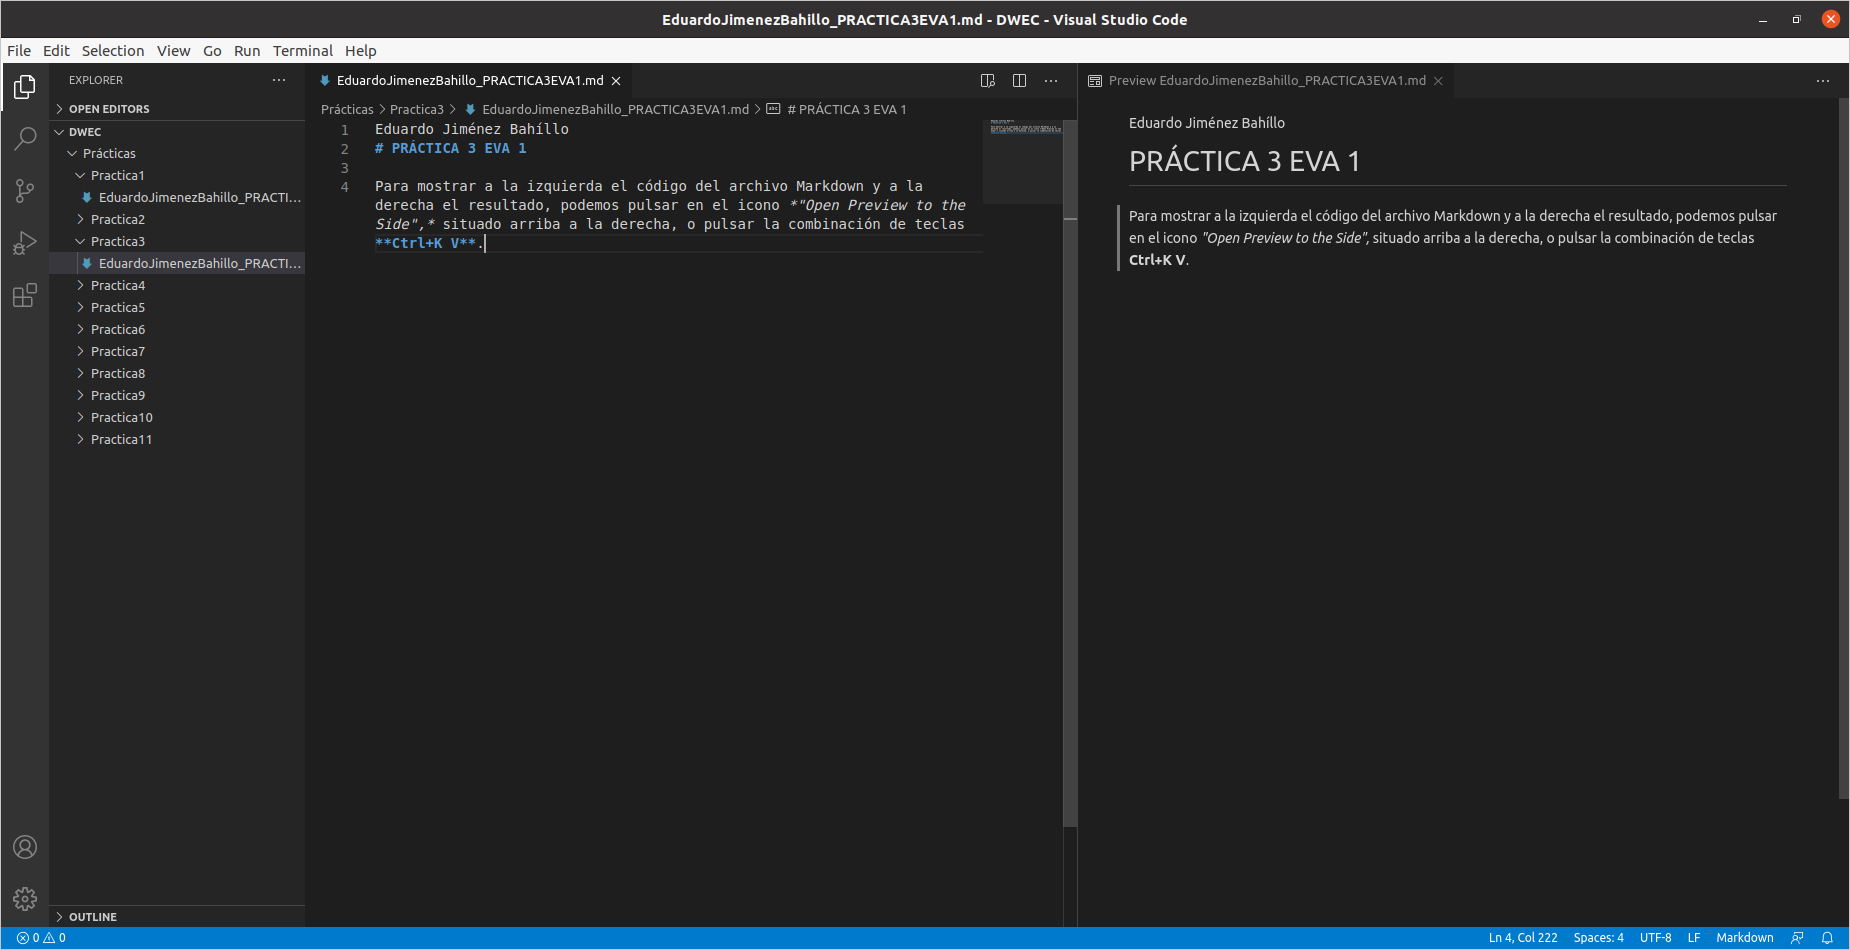 EduardoJimenezBahillo_PRACTICA3EVA1.md - DWEC - Visual Studio Code
File Edit Selection View Go Run Terminal Help
EXPLORER
OPEN EDITORS
DWEC
Prácticas
Practica1
EduardoJimenezBahillo_PRACTI...
Practica2
Practica3
EduardoJimenezBahillo_PRACTI...
Practica4
Practica5
Practica6
Practica7
Practica8
Practica9
Practica10
Practica11
OUTLINE
EduardoJimenezBahillo_PRACTICA3EVA1.md
Prácticas > Practica3 > EduardoJimenezBahillo_PRACTICA3EVA1.md > # PRÁCTICA 3 EVA 1
1 Eduardo Jiménez Bahíllo
2 # PRÁCTICA 3 EVA 1
3
4 Para mostrar a la izquierda el código del archivo Markdown y a la
derecha el resultado, podemos pulsar en el icono *"Open Preview to the
Side",* situado arriba a la derecha, o pulsar la combinación de teclas
**Ctrl+K V**.
Preview EduardoJimenezBahillo_PRACTICA3EVA1.md
Eduardo Jiménez Bahíllo
PRÁCTICA 3 EVA 1
Para mostrar a la izquierda el código del archivo Markdown y a la derecha el resultado, podemos pulsar
en el icono "Open Preview to the Side", situado arriba a la derecha, o pulsar la combinación de teclas
Ctrl+K V.
0 0
Ln 4, Col 222 Spaces: 4 UTF-8 LF Markdown